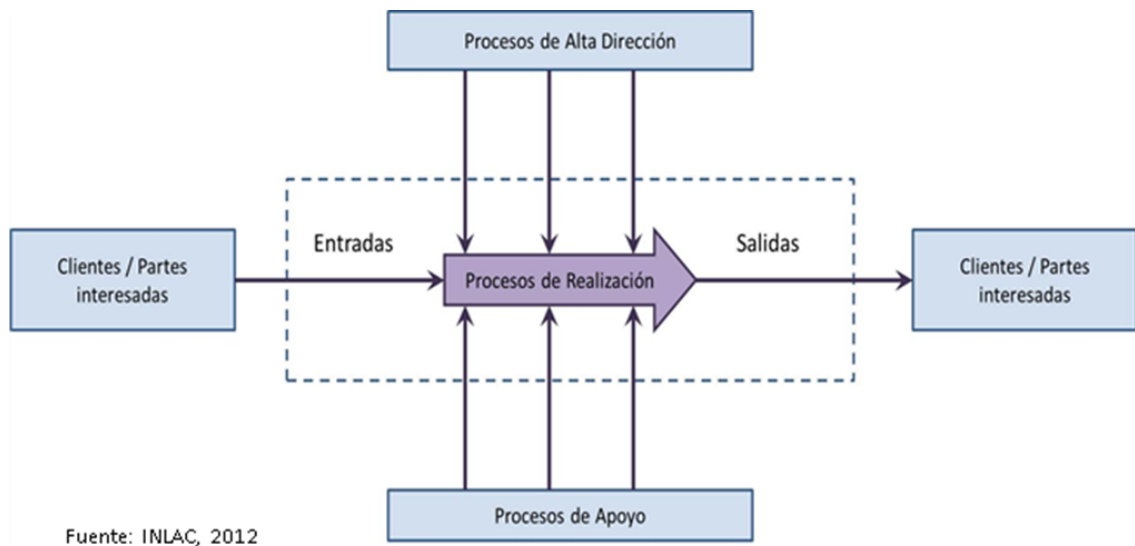 Procesos de Alta Dirección
Entradas
Salidas
Clientes / Partes
interesadas
Procesos de Realización
Clientes / Partes
interesadas
Procesos de Apoyo
Fuente: INLAC, 2012